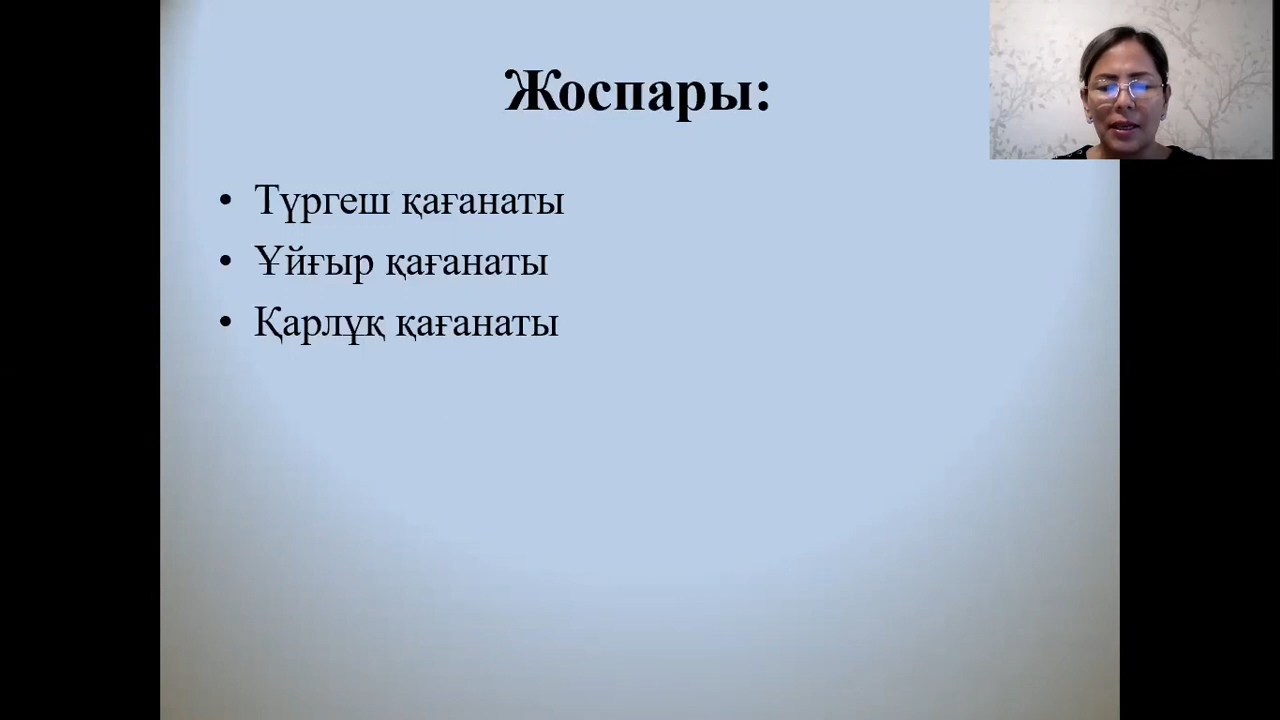 Жоспары:
• Түргеш қағанаты
• Ұйғыр қағанаты
• Қарлұқ қағанаты